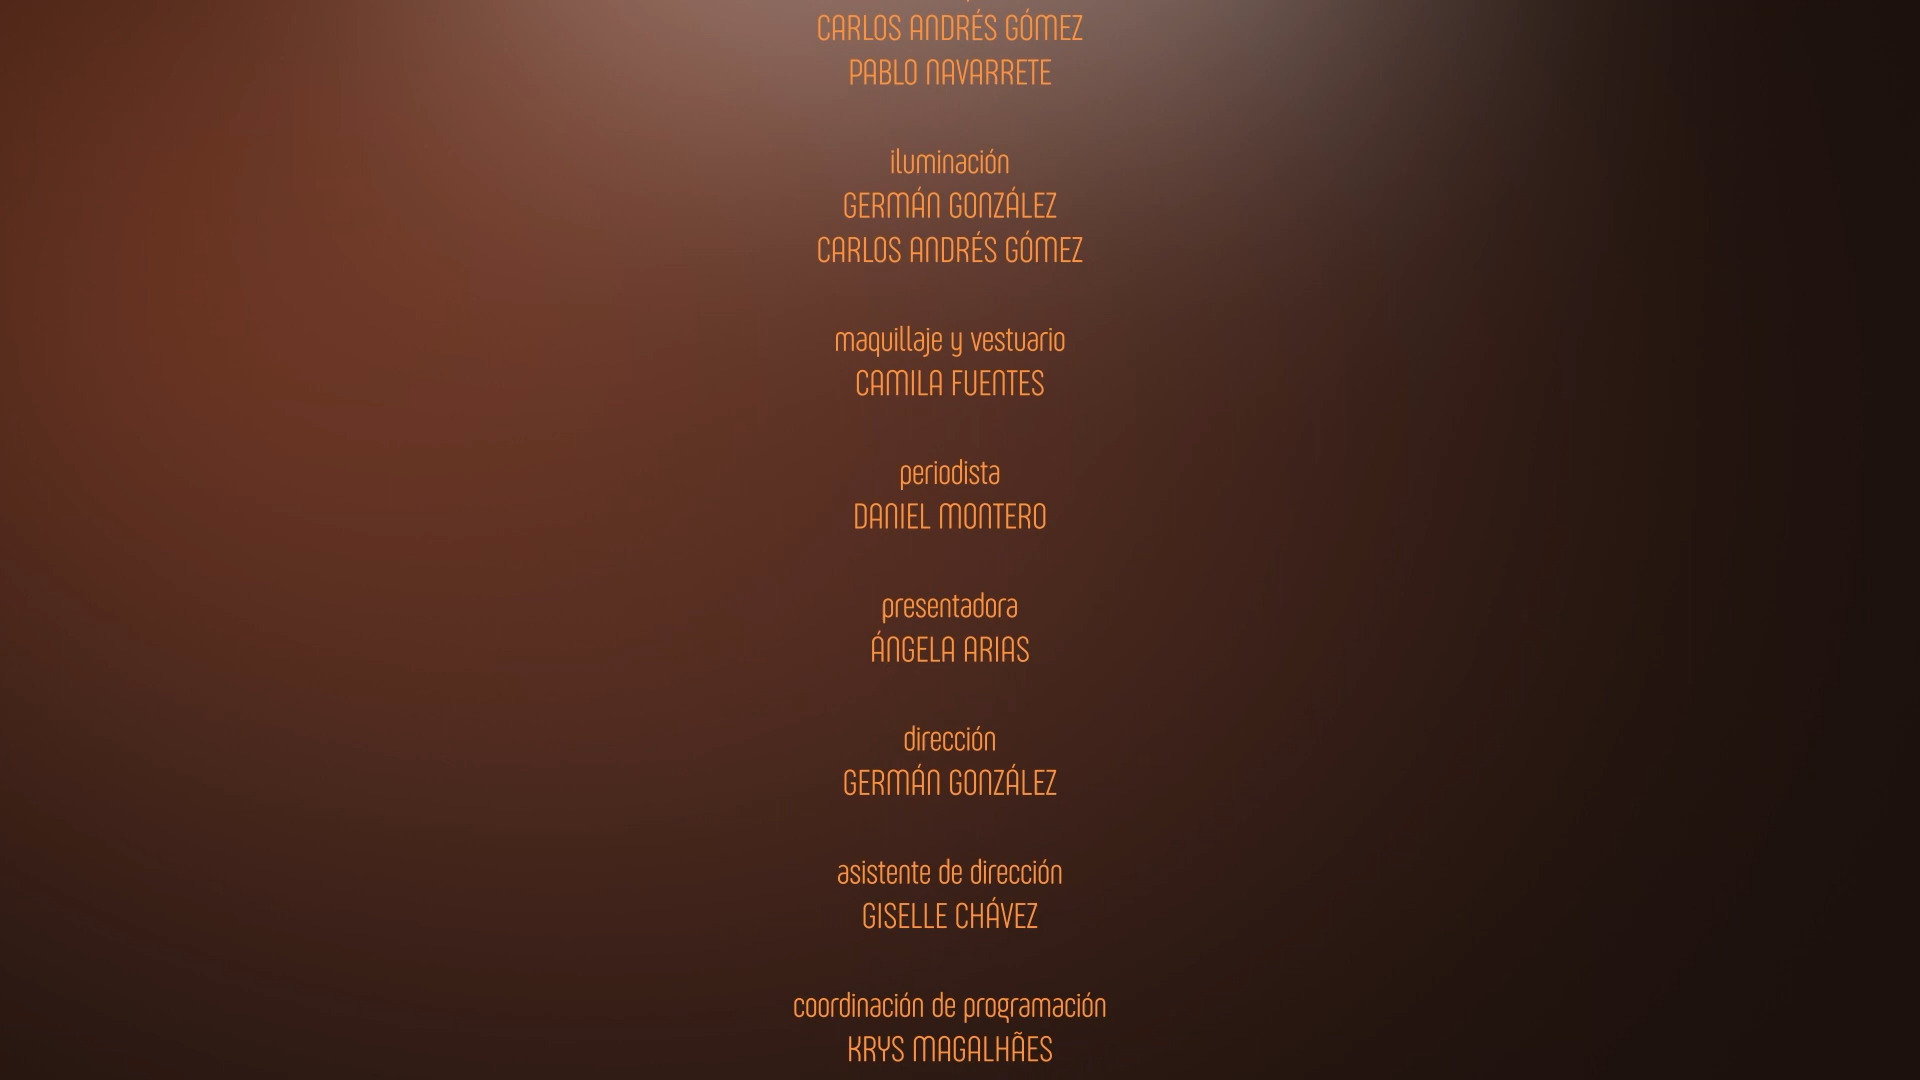 CARLOS ANDRÉS GÓMEZ
PABLO NAVARRETE
iluminación
GERMÁN GONZÁLEZ
CARLOS ANDRÉS GÓMEZ
maquillaje y vestuario
CAMILA FUENTES
periodista
DANIEL MONTERO
presentadora
ÁNGELA ARIAS
dirección
GERMÁN GONZÁLEZ
asistente de dirección
GISELLE CHÁVEZ
coordinación de programación
KRYS MAGALHÃES